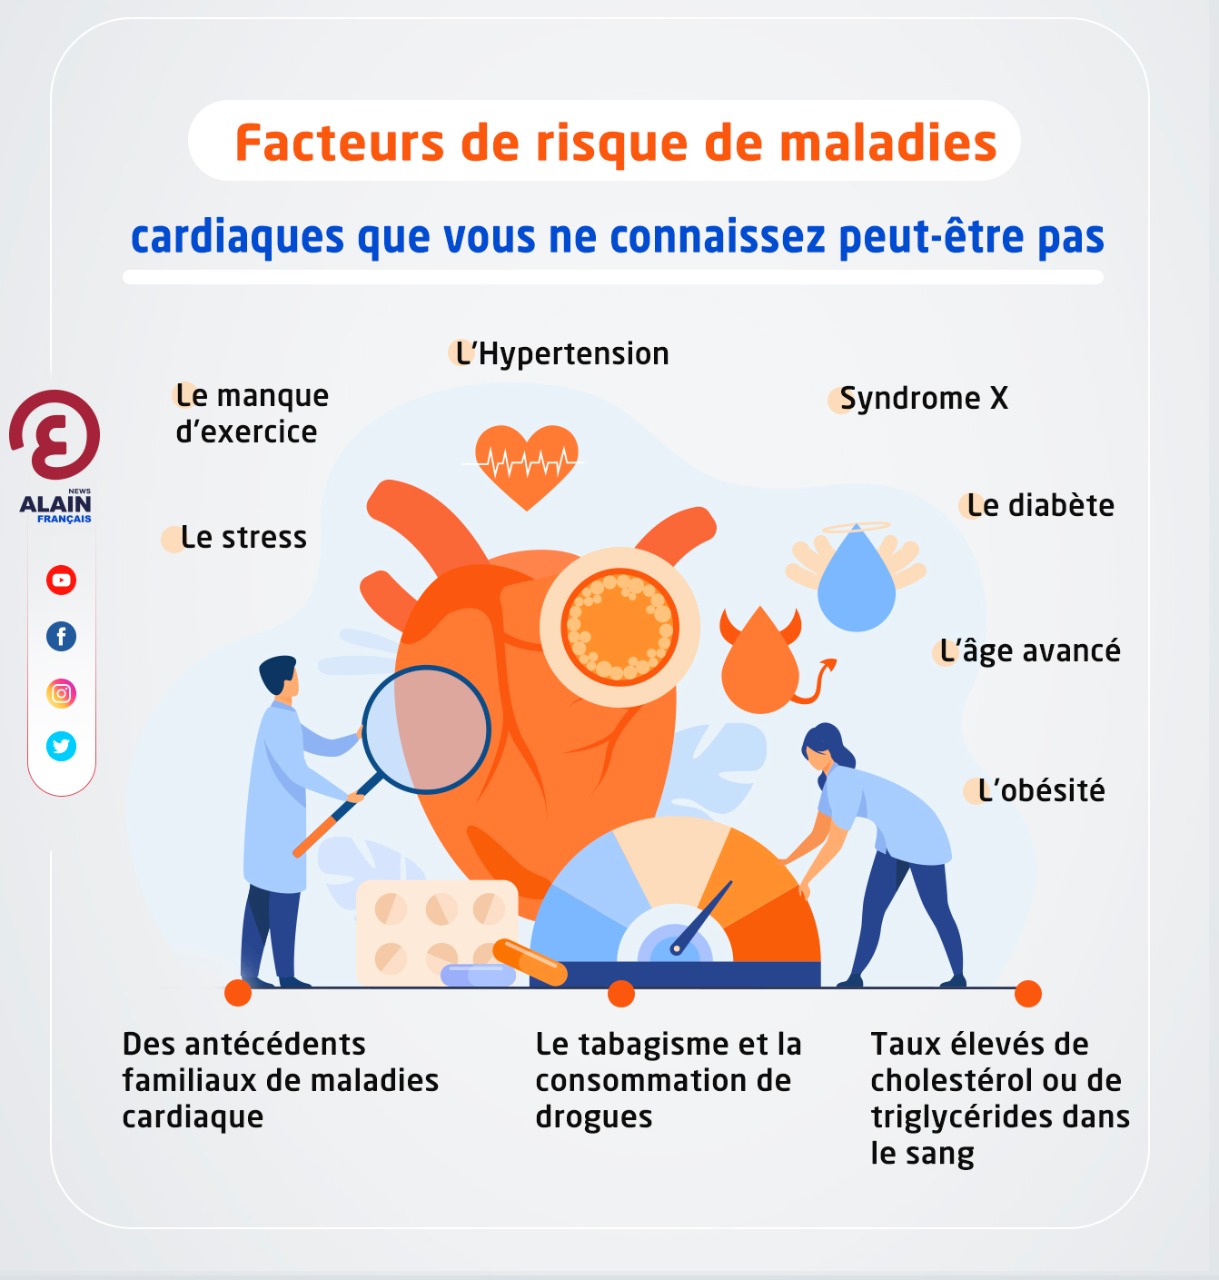 Facteurs de risque de maladies
cardiaques que vous ne connaissez peut-être pas
L'Hypertension
Le manque
d'exercice
Syndrome X
Le stress
Le diabète
L'âge avancé
L'obésité
NEWS
ALAIN
FRANÇAIS
Des antécédents
familiaux de maladies
cardiaque
Le tabagisme et la
consommation de
drogues
Taux élevés de
cholestérol ou de
triglycérides dans
le sang